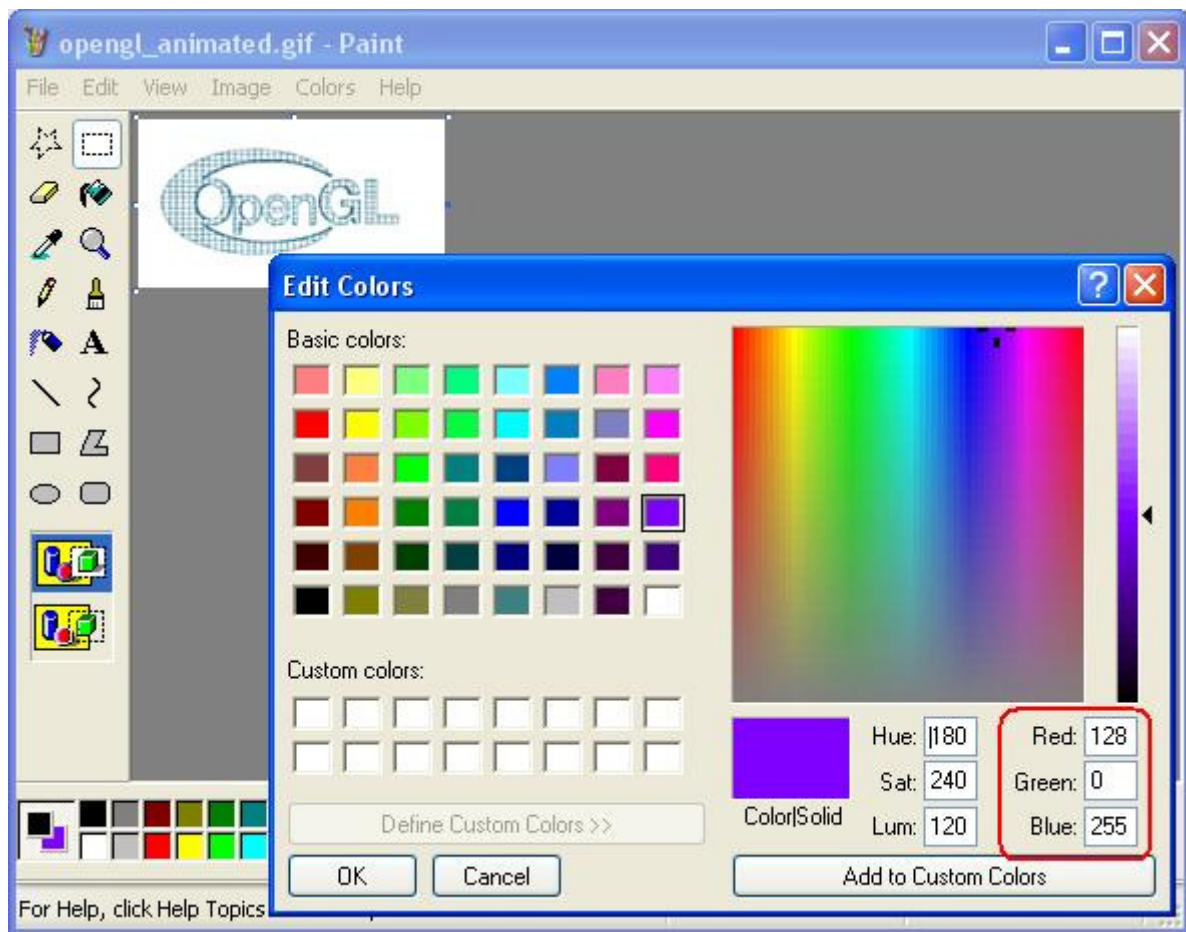 opengl_animated.gif - Paint
File Edit View Image Colors Help
OpenGL
Edit Colors
Basic colors:
Custom colors:
Define Custom Colors >>
OK Cancel
Color|Solid
Hue: 180
Sat: 240
Lum: 120
Red: 128
Green: 0
Blue: 255
Add to Custom Colors
For Help, click Help Topics